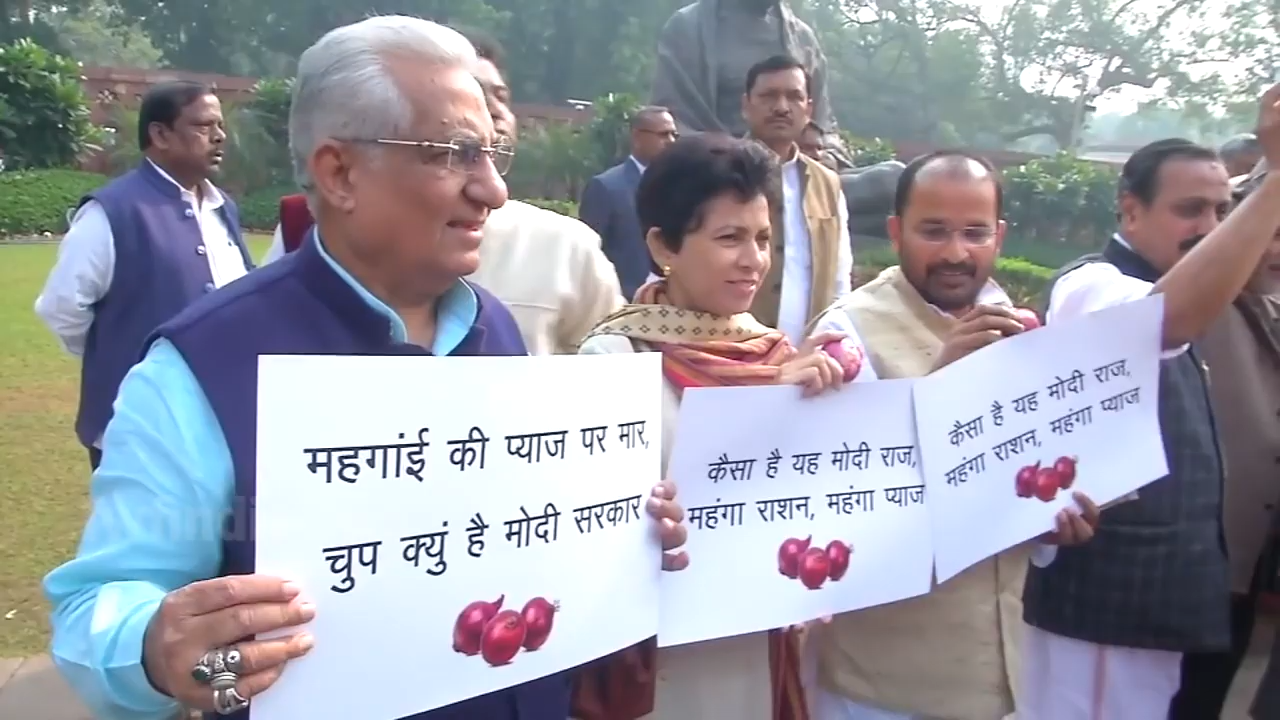 महगांई की प्याज पर मार,
चुप क्युं है मोदी सरकार
कैसा है यह मोदी राज,
महंगा राशन, महंगा प्याज
कैसा है यह मोदी राज,
महंगा राशन, महंगा प्याज